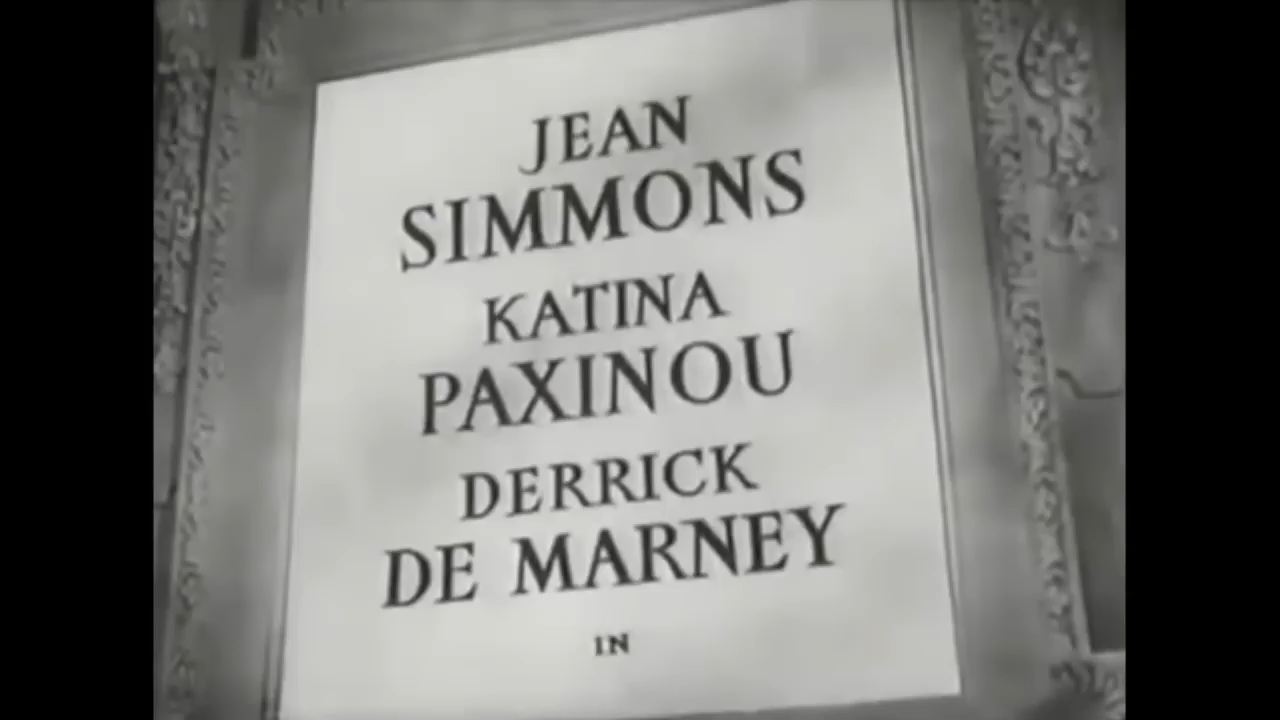 JEAN
SIMMONS
KATINA
PAXINOU
DERRICK
DE MARNEY
IN